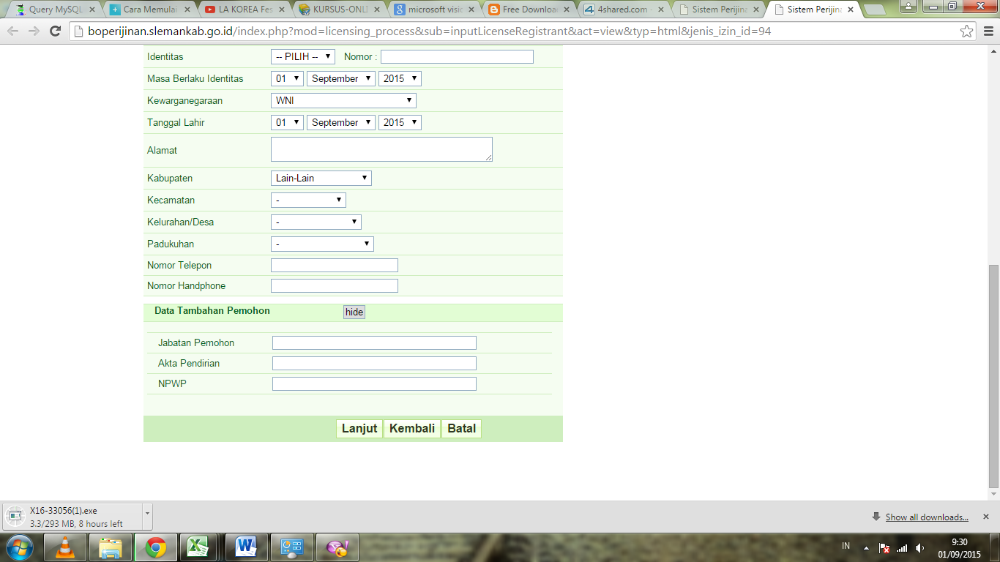 Query MySQL
Cara Memulai
LA KOREA Fes
KURSUS-ONLI
microsoft visio
Free Downloa
4shared.com -
Sistem Perijina
Sistem Perijina
boperijinan.slemankab.go.id/index.php?mod=licensing_process&sub=inputLicenseRegistrant&act=view&typ=html&jenis_izin_id=94
Identitas -- PILIH -- Nomor :
Masa Berlaku Identitas 01 September 2015
Kewarganegaraan WNI
Tanggal Lahir 01 September 2015
Alamat
Kabupaten Lain-Lain
Kecamatan -
Kelurahan/Desa -
Padukuhan -
Nomor Telepon
Nomor Handphone
Data Tambahan Pemohon hide
Jabatan Pemohon
Akta Pendirian
NPWP
Lanjut Kembali Batal
X16-33056(1).exe
3.3/293 MB, 8 hours left
Show all downloads...
IN
9:30
01/09/2015